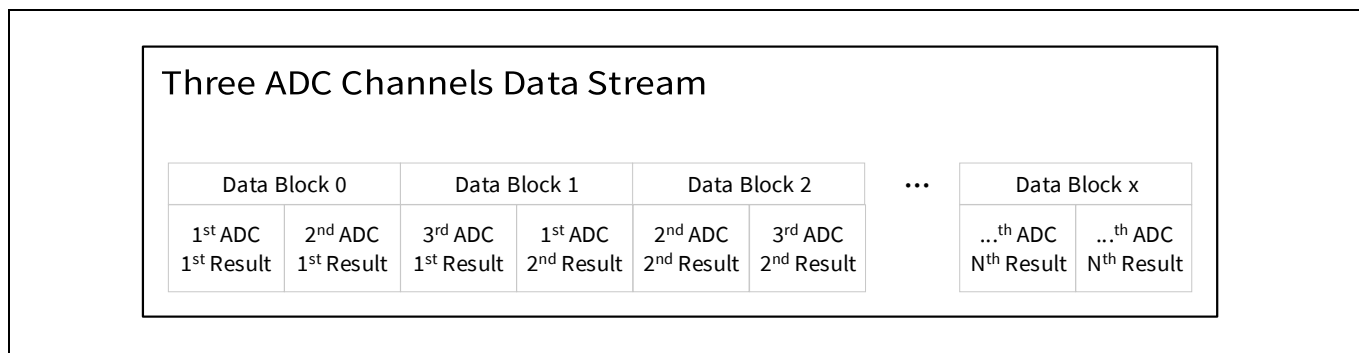 Three ADC Channels Data Stream
Data Block 0 Data Block 1 Data Block 2 ... Data Block x
1st ADC 2nd ADC 3rd ADC 1st ADC 2nd ADC 3rd ADC ...th ADC ...th ADC
1st Result 1st Result 1st Result 2nd Result 2nd Result 2nd Result Nth Result Nth Result